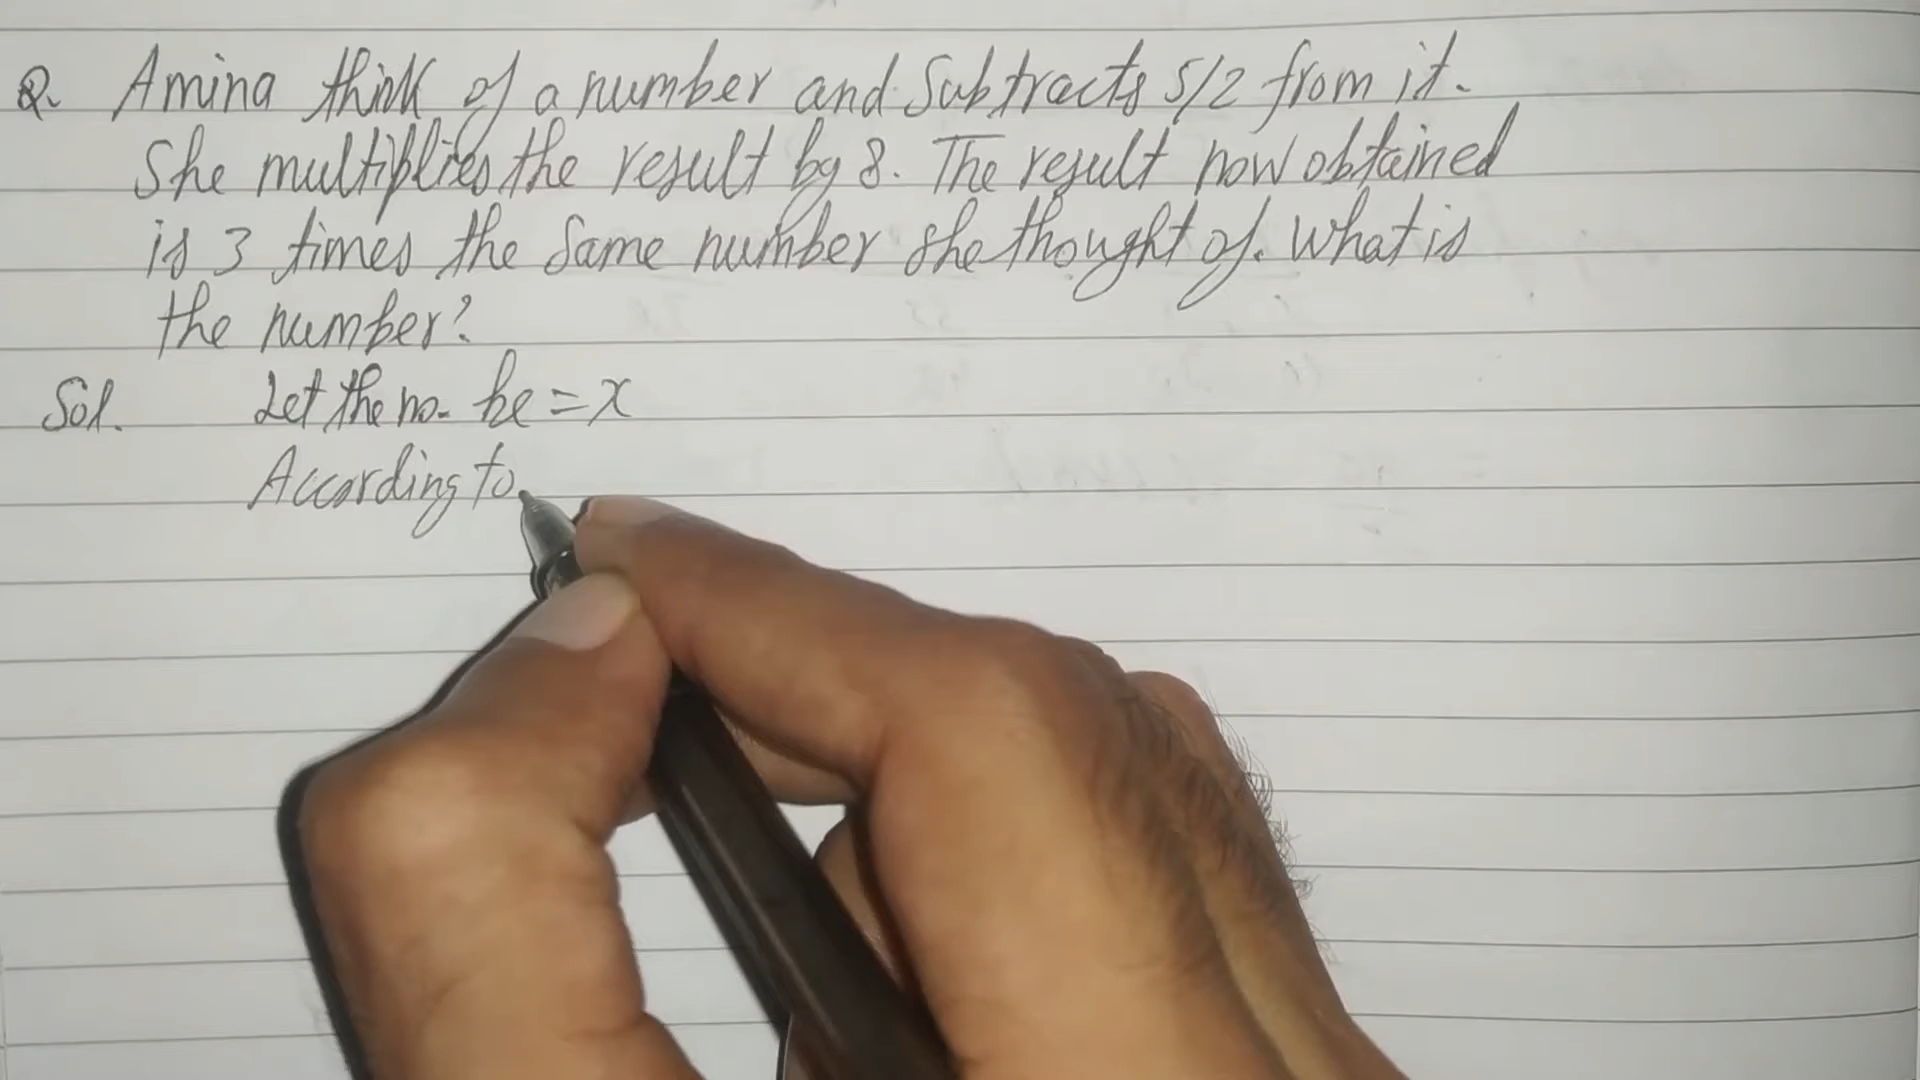 Q. Amina think of a number and Subtracts 5/2 from it.
She multiplies the result by 8. The result now obtained
is 3 times the Same number she thought of. What is
the number?
Sol. Let the no. be = x
According to